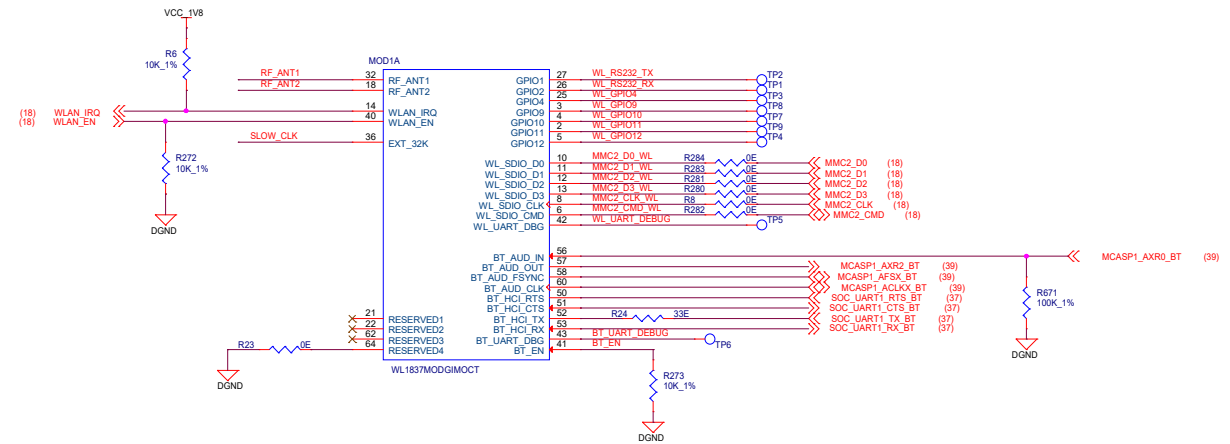 VCC_1V8
R6
10K_1%
MOD1A
RF_ANT1 32 RF_ANT1 GPIO1 27 WL_RS232_TX TP2
RF_ANT2 18 RF_ANT2 GPIO2 26 WL_RS232_RX TP1
GPIO4 25 WL_GPIO4 TP3
(18) WLAN_IRQ 14 WLAN_IRQ GPIO9 3 WL_GPIO9 TP8
(18) WLAN_EN 40 WLAN_EN GPIO10 4 WL_GPIO10 TP7
GPIO11 2 WL_GPIO11 TP9
SLOW_CLK 36 EXT_32K GPIO12 5 WL_GPIO12 TP4
R272
10K_1%
DGND
WL_SDIO_D0 10 MMC2_D0_WL R284 0E MMC2_D0 (18)
WL_SDIO_D1 11 MMC2_D1_WL R283 0E MMC2_D1 (18)
WL_SDIO_D2 12 MMC2_D2_WL R281 0E MMC2_D2 (18)
WL_SDIO_D3 13 MMC2_D3_WL R280 0E MMC2_D3 (18)
WL_SDIO_CLK 8 MMC2_CLK_WL R8 0E MMC2_CLK (18)
WL_SDIO_CMD 6 MMC2_CMD_WL R282 0E MMC2_CMD (18)
WL_UART_DBG 42 WL_UART_DEBUG TP5
BT_AUD_IN 56 MCASP1_AXR0_BT (39)
BT_AUD_OUT 57 MCASP1_AXR2_BT (39)
BT_AUD_FSYNC 58 MCASP1_AFSX_BT (39)
BT_AUD_CLK 60 MCASP1_ACLKX_BT (39)
BT_HCI_RTS 50 SOC_UART1_RTS_BT (37)
BT_HCI_CTS 51 SOC_UART1_CTS_BT (37)
21 RESERVED1 BT_HCI_TX 52 R24 33E SOC_UART1_TX_BT (37)
22 RESERVED2 BT_HCI_RX 53 SOC_UART1_RX_BT (37)
62 RESERVED3 BT_UART_DBG 43 BT_UART_DEBUG TP6
R23 0E 64 RESERVED4 BT_EN 41 BT_EN
R671
100K_1%
DGND
DGND
WL1837MODGIMOCT
R273
10K_1%
DGND